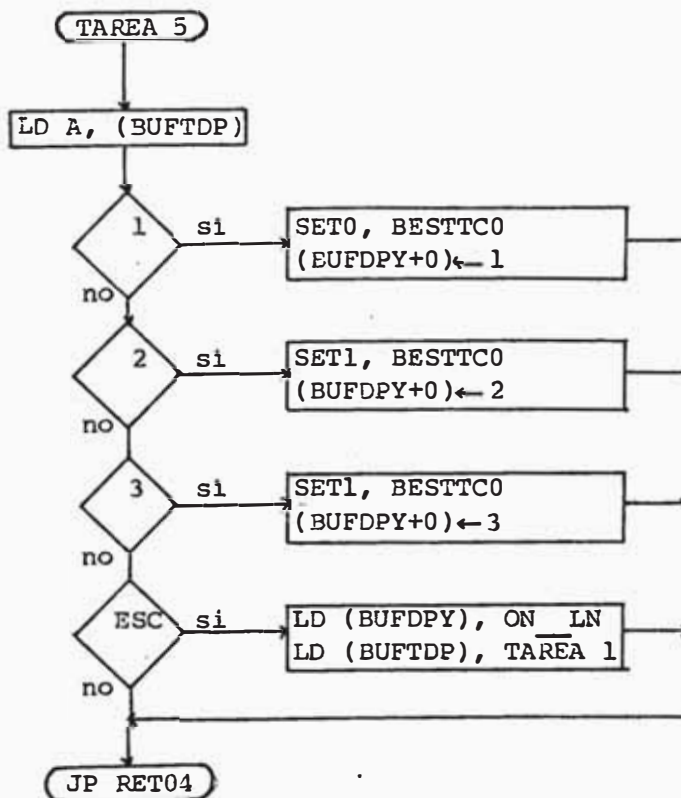 TAREA 5
LD A, (BUFTDP)
1 si
SET0, BESTTC0
(BUFDPY+0)← 1
no
2 si
SET1, BESTTC0
(BUFDPY+0)← 2
no
3 si
SET1, BESTTC0
(BUFDPY+0)← 3
no
ESC si
LD (BUFDPY), ON__LN
LD (BUFTDP), TAREA 1
no
JP RET04